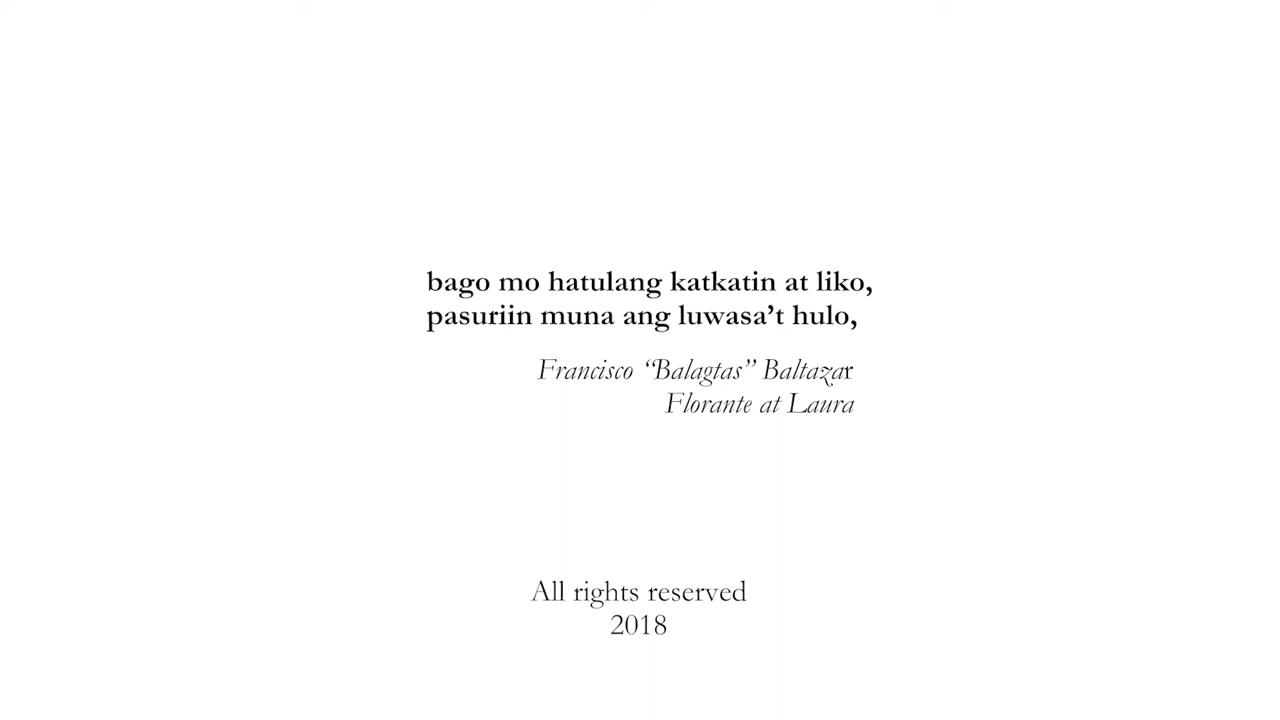 bago mo hatulang katkatin at liko,
pasuriin muna ang luwasa’t hulo,
Francisco “Balagtas” Baltazar
Florante at Laura
All rights reserved
2018